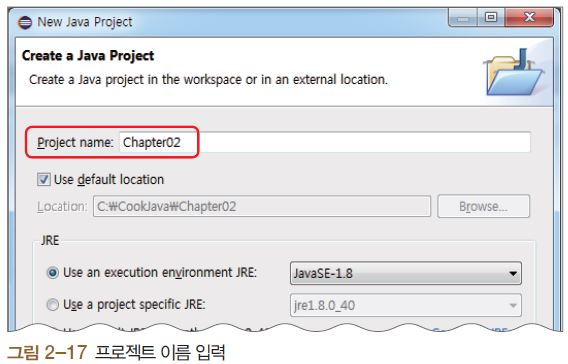 New Java Project
Create a Java Project
Create a Java project in the workspace or in an external location.
Project name: Chapter02
Use default location
Location: C:₩CookJava₩Chapter02 Browse...
JRE
Use an execution environment JRE: JavaSE-1.8
Use a project specific JRE: jre1.8.0_40
그림 2-17 프로젝트 이름 입력